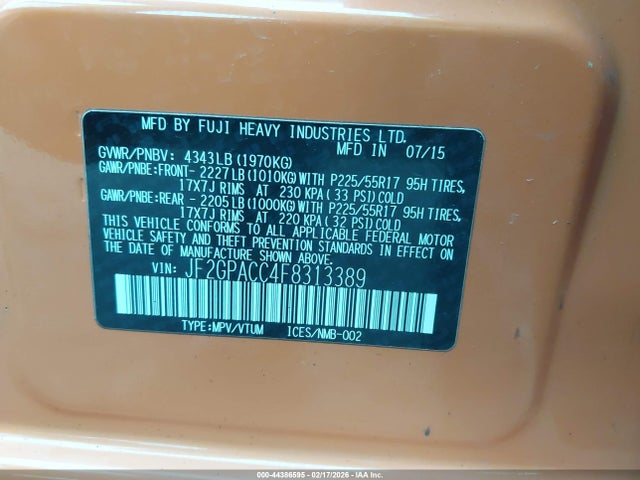 MFD BY FUJI HEAVY INDUSTRIES LTD.
MFD IN 07/15
GVWR/PNBV: 4343LB(1970KG)
GAWR/PNBE:FRONT- 2227LB(1010KG)WITH P225/55R17 95H TIRES,
17X7J RIMS AT 230 KPA(33 PSI)COLD
GAWR/PNBE:REAR - 2205LB(1000KG)WITH P225/55R17 95H TIRES,
17X7J RIMS AT 220 KPA(32 PSI)COLD
THIS VEHICLE CONFORMS TO ALL APPLICABLE FEDERAL MOTOR
VEHICLE SAFETY AND THEFT PREVENTION STANDARDS IN EFFECT ON
THE DATE OF MANUFACTURE SHOWN ABOVE.
VIN: JF2GPACC4F8313389
TYPE:MPV/VTUM ICES/NMB-002
000-44386595 - 02/17/2026 - IAA Inc.